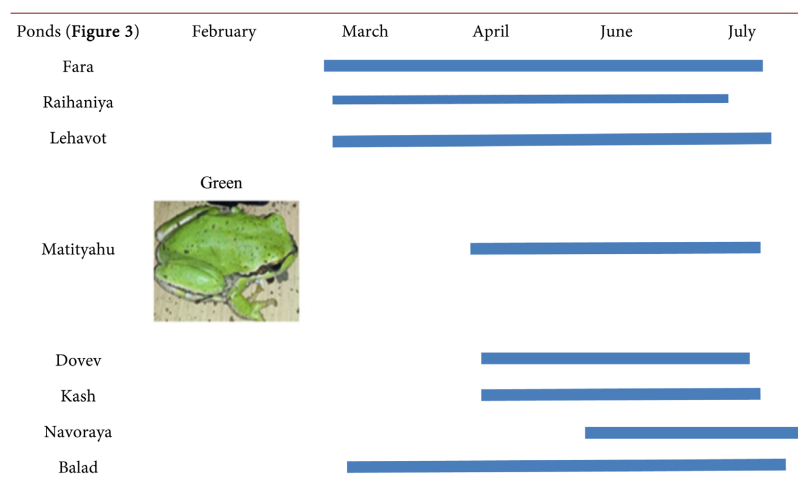 Ponds (Figure 3) February March April June July
Fara
Raihaniya
Lehavot
Green
Matityahu
Dovev
Kash
Navoraya
Balad